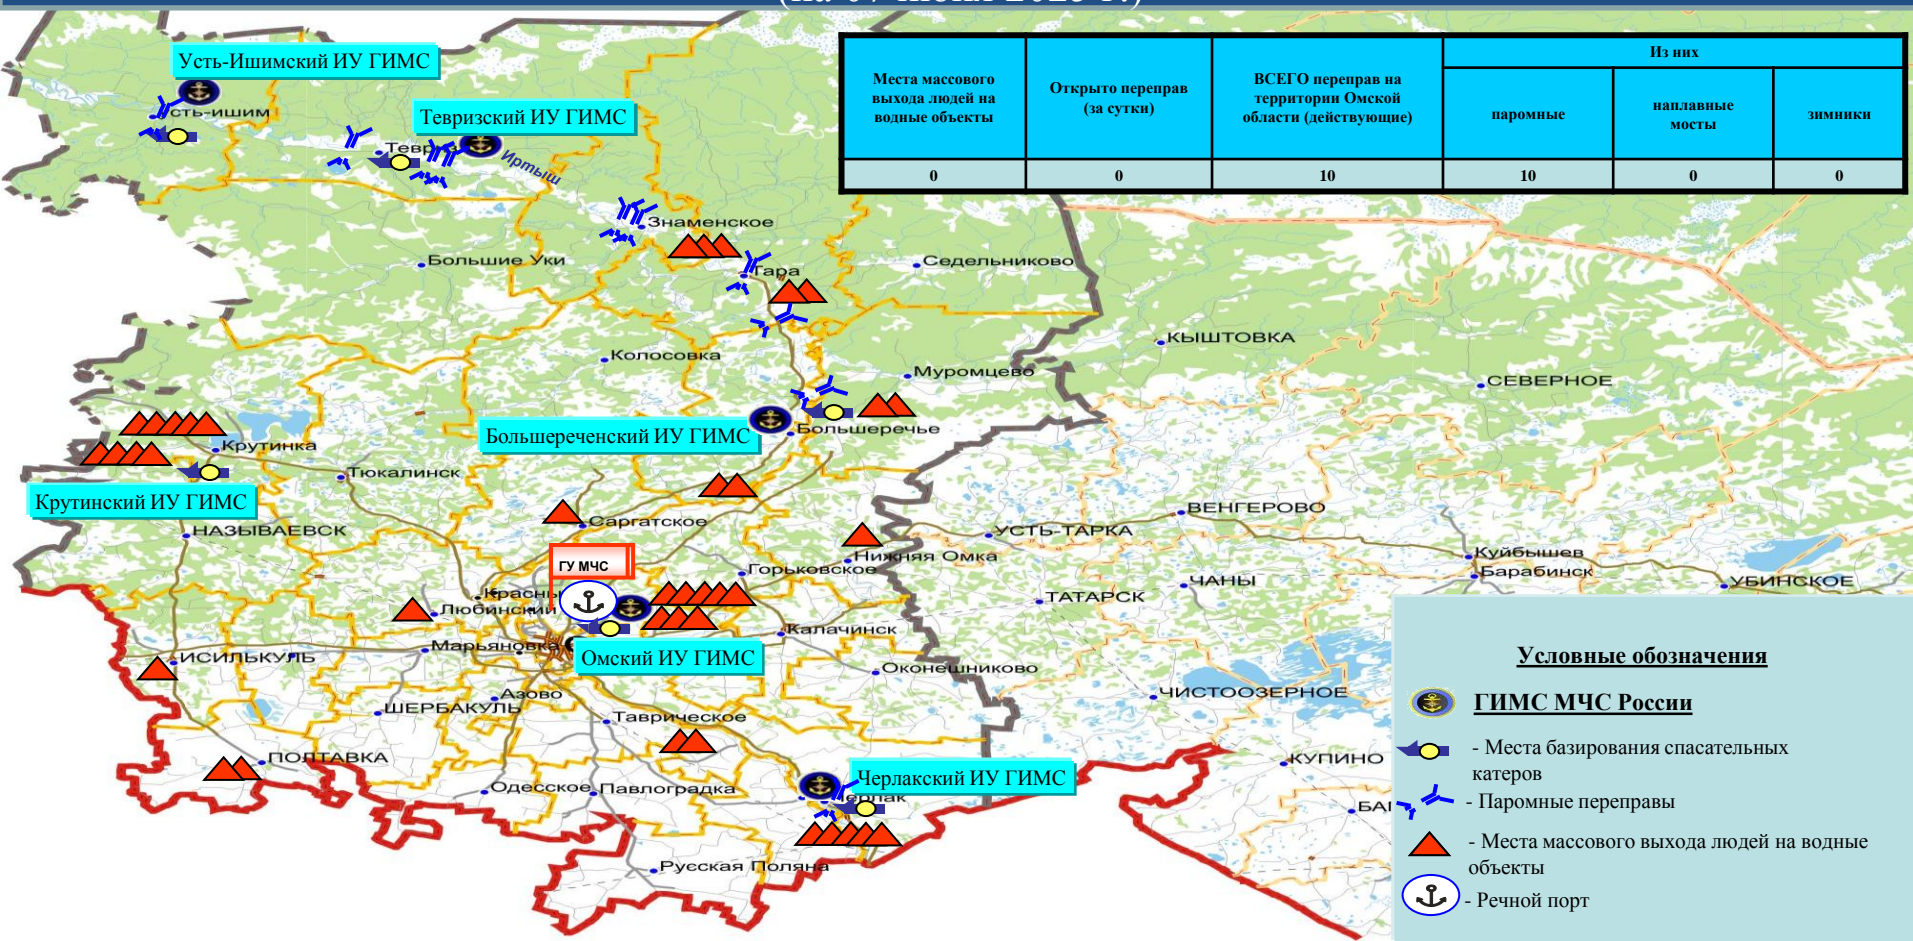 Усть-Ишимский ИУ ГИМС
Тевризский ИУ ГИМС
Иртыш
Знаменское
Большие Уки
Тара
Седельниково
Колосовка
Муромцево
КЫШТОВКА
СЕВЕРНОЕ
Большереченский ИУ ГИМС
Большеречье
Крутинка
Тюкалинск
Крутинский ИУ ГИМС
НАЗЫВАЕВСК
Саргатское
ВЕНГЕРОВО
УСТЬ-ТАРКА
Нижняя Омка
Куйбышев
Барабинск
УБИНСКОЕ
ГУ МЧС
Горьковское
ЧАНЫ
ТАТАРСК
Любинский
Калачинск
Марьяновка
Омский ИУ ГИМС
ИСИЛЬКУЛЬ
Оконешниково
ЧИСТООЗЕРНОЕ
Азово
ШЕРБАКУЛЬ
Таврическое
ПОЛТАВКА
КУПИНО
Черлакский ИУ ГИМС
Одесское
Павлоградка
Русская Поляна
Места массового
выхода людей на
водные объекты
Открыто переправ
(за сутки)
ВСЕГО переправ на
территории Омской
области (действующие)
Из них
паромные
наплавные
мосты
зимники
0 0 10 10 0 0
Условные обозначения
ГИМС МЧС России
- Места базирования спасательных
катеров
- Паромные переправы
- Места массового выхода людей на водные
объекты
- Речной порт